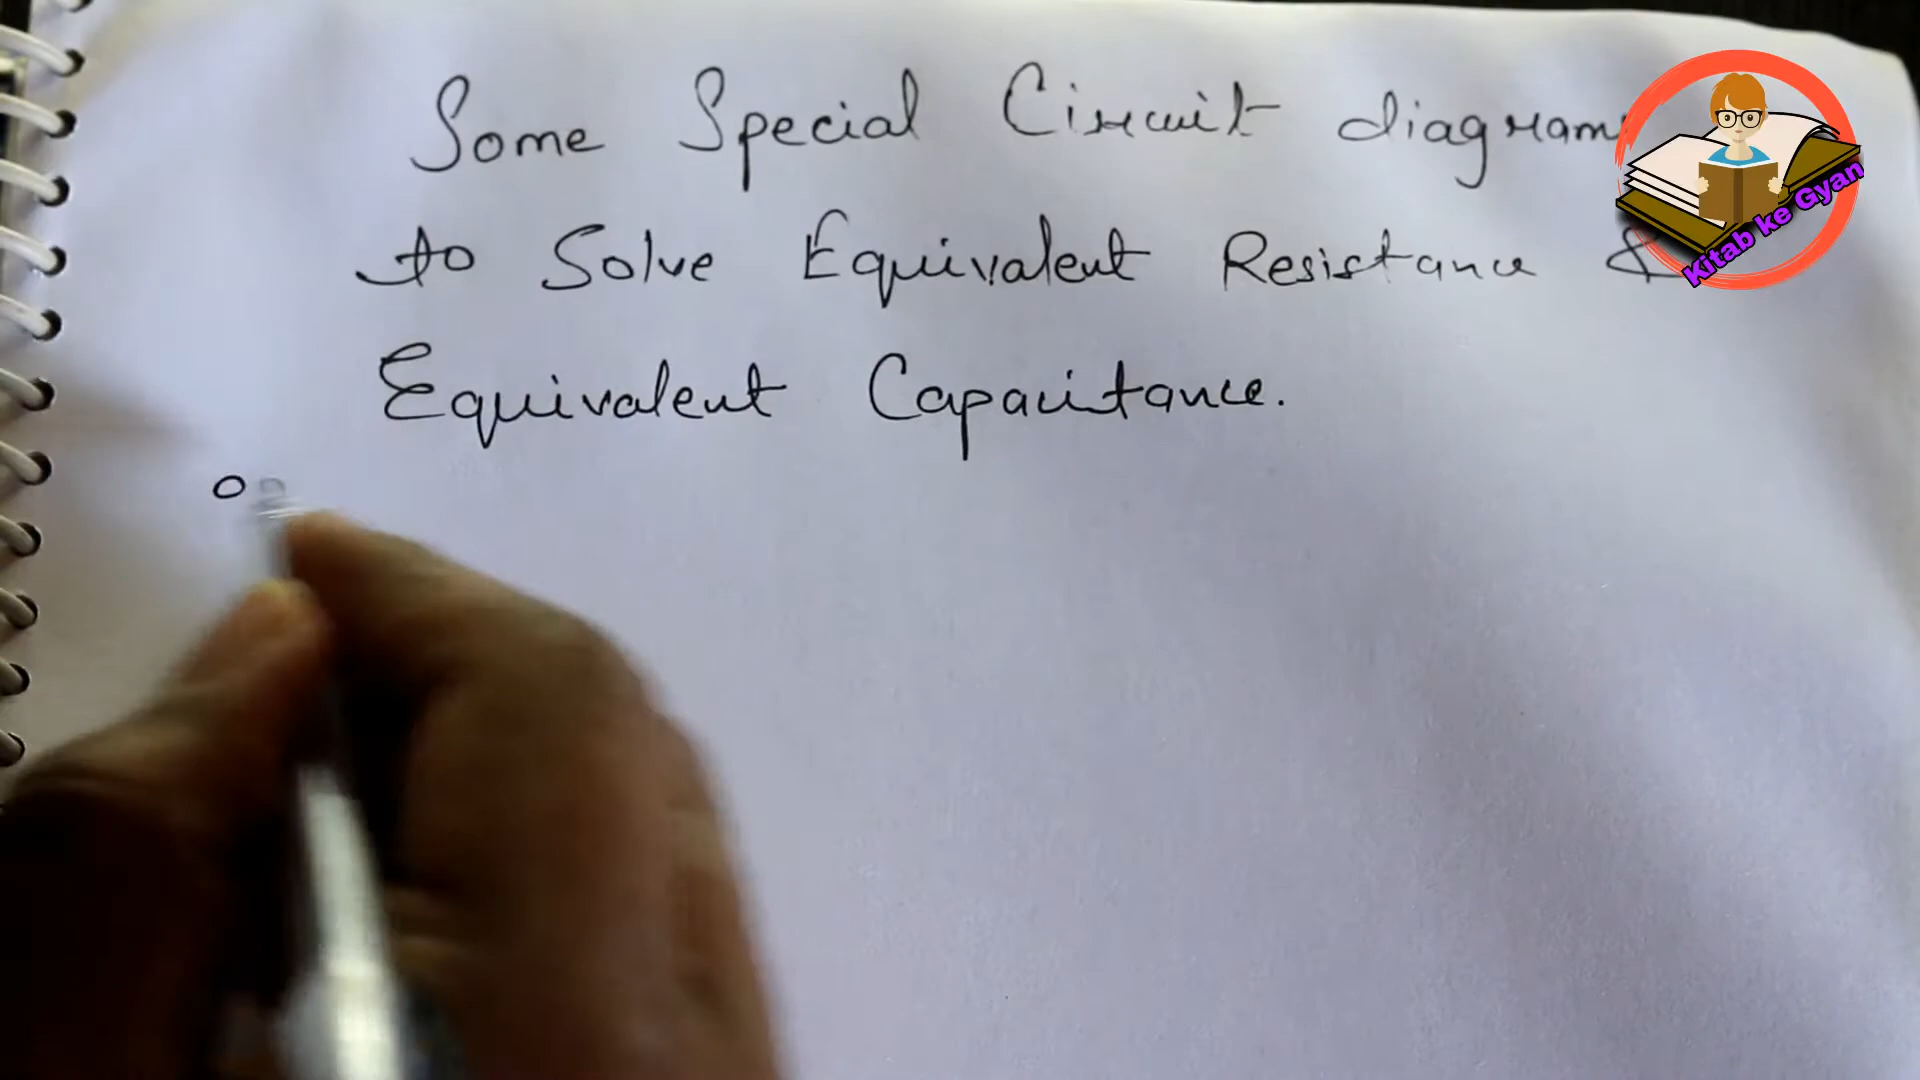 Some Special Circuit diagrams
to Solve Equivalent Resistance &
Equivalent Capacitance.
Kitab ke Gyan